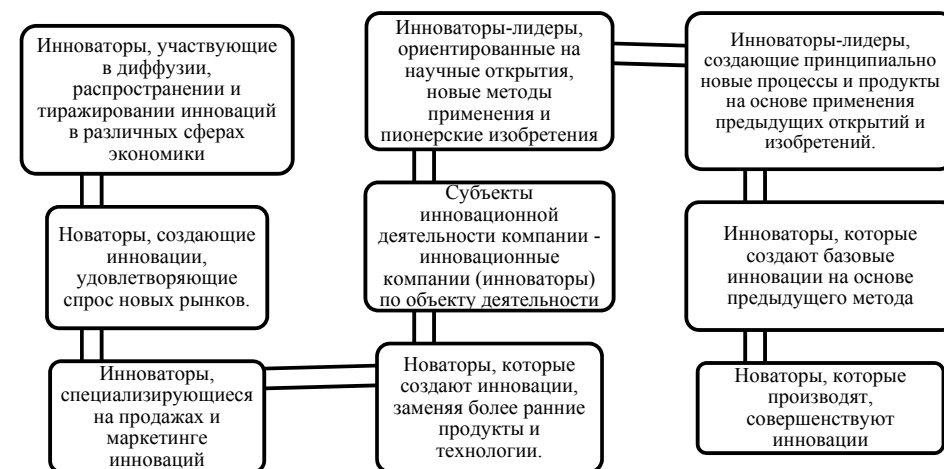 Инноваторы, участвующие
в диффузии,
распространении и
тиражировании инноваций
в различных сферах
экономики
Новаторы, создающие
инновации,
удовлетворяющие
спрос новых рынков.
Инноваторы,
специализирующиеся
на продажах и
маркетинге
инноваций
Инноваторы-лидеры,
ориентированные на
научные открытия,
новые методы
применения и
пионерские изобретения
Субъекты
инновационной
деятельности компании -
инновационные
компании (инноваторы)
по объекту деятельности
Новаторы, которые
создают инновации,
заменяя более ранние
продукты и
технологии.
Инноваторы-лидеры,
создающие принципиально
новые процессы и продукты
на основе применения
предыдущих открытий и
изобретений.
Инноваторы, которые
создают базовые
инновации на основе
предыдущего метода
Новаторы, которые
производят,
совершенствуют
инновации